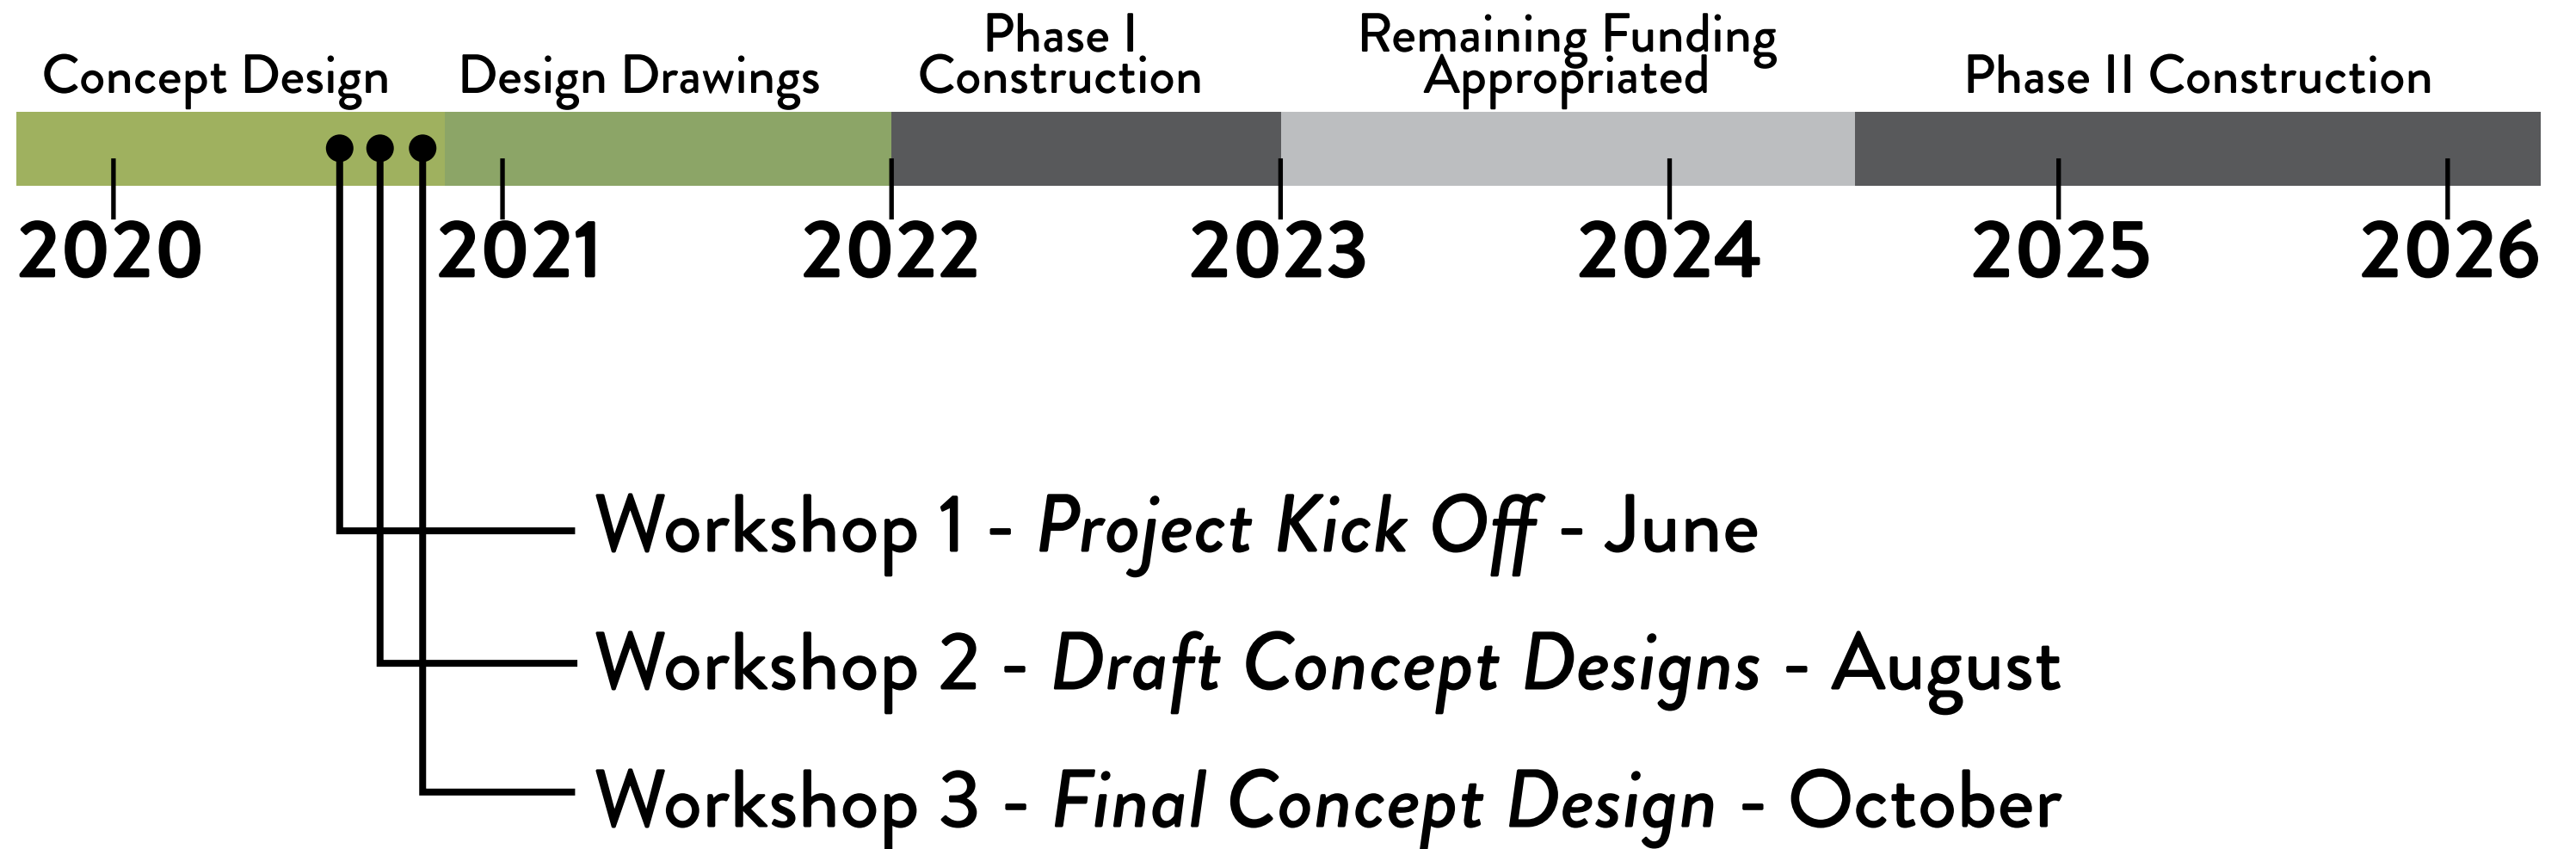 Concept Design
Design Drawings
Phase I
Construction
Remaining Funding
Appropriated
Phase II Construction
2020
2021
2022
2023
2024
2025
2026
Workshop 1 - Project Kick Off - June
Workshop 2 - Draft Concept Designs - August
Workshop 3 - Final Concept Design - October